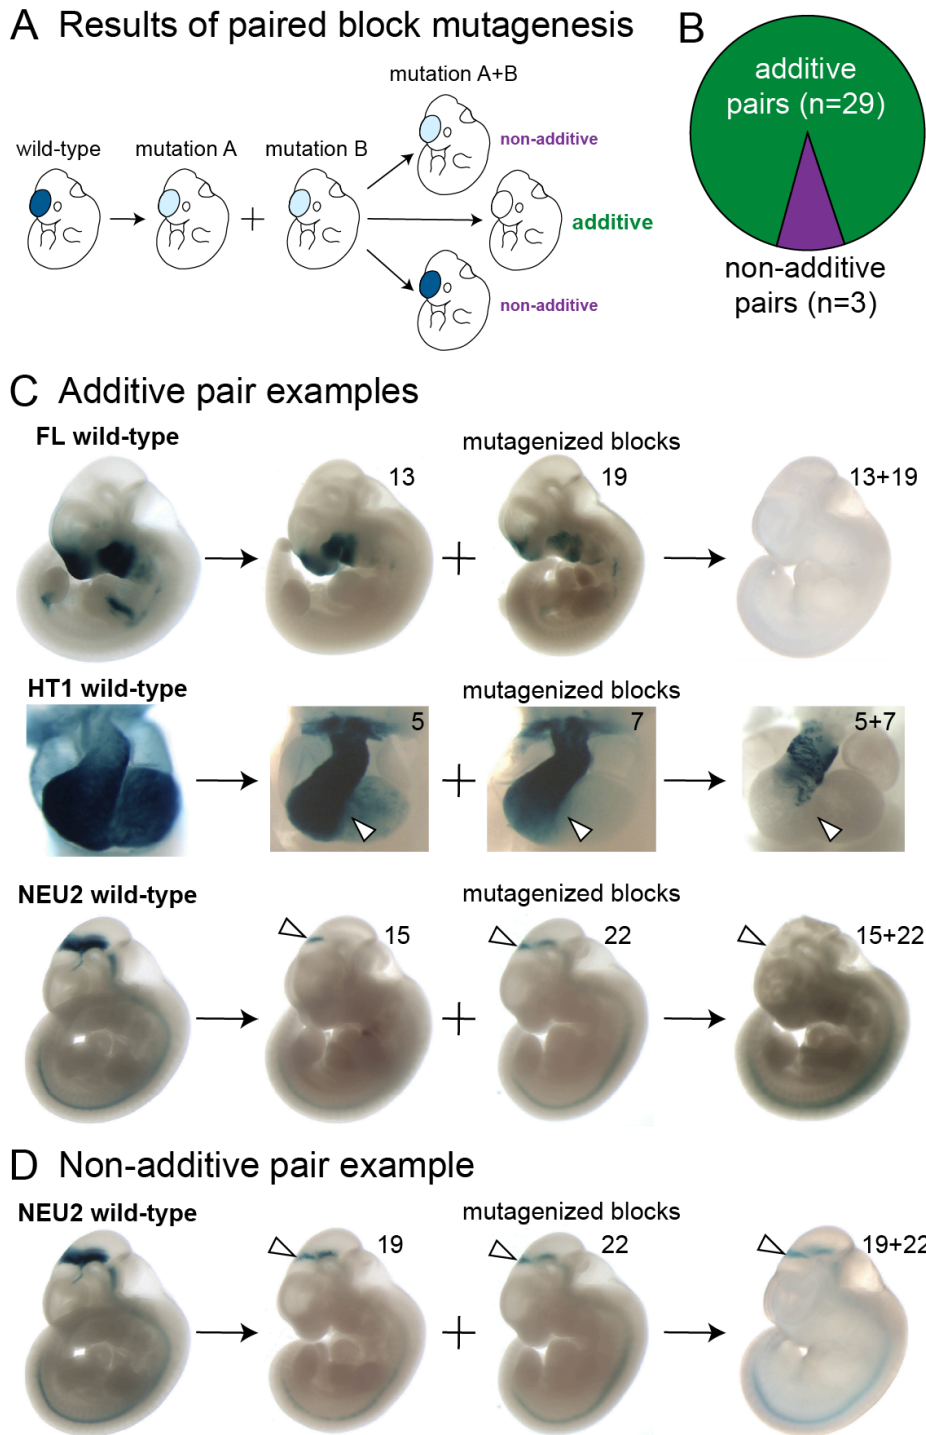 A Results of paired block mutagenesis
wild-type
mutation A
mutation B
mutation A+B
non-additive
additive
non-additive
B
additive
pairs (n=29)
non-additive
pairs (n=3)
C Additive pair examples
FL wild-type
mutagenized blocks
13
19
13+19
HT1 wild-type
mutagenized blocks
5
7
5+7
NEU2 wild-type
mutagenized blocks
15
22
15+22
D Non-additive pair example
NEU2 wild-type
mutagenized blocks
19
22
19+22